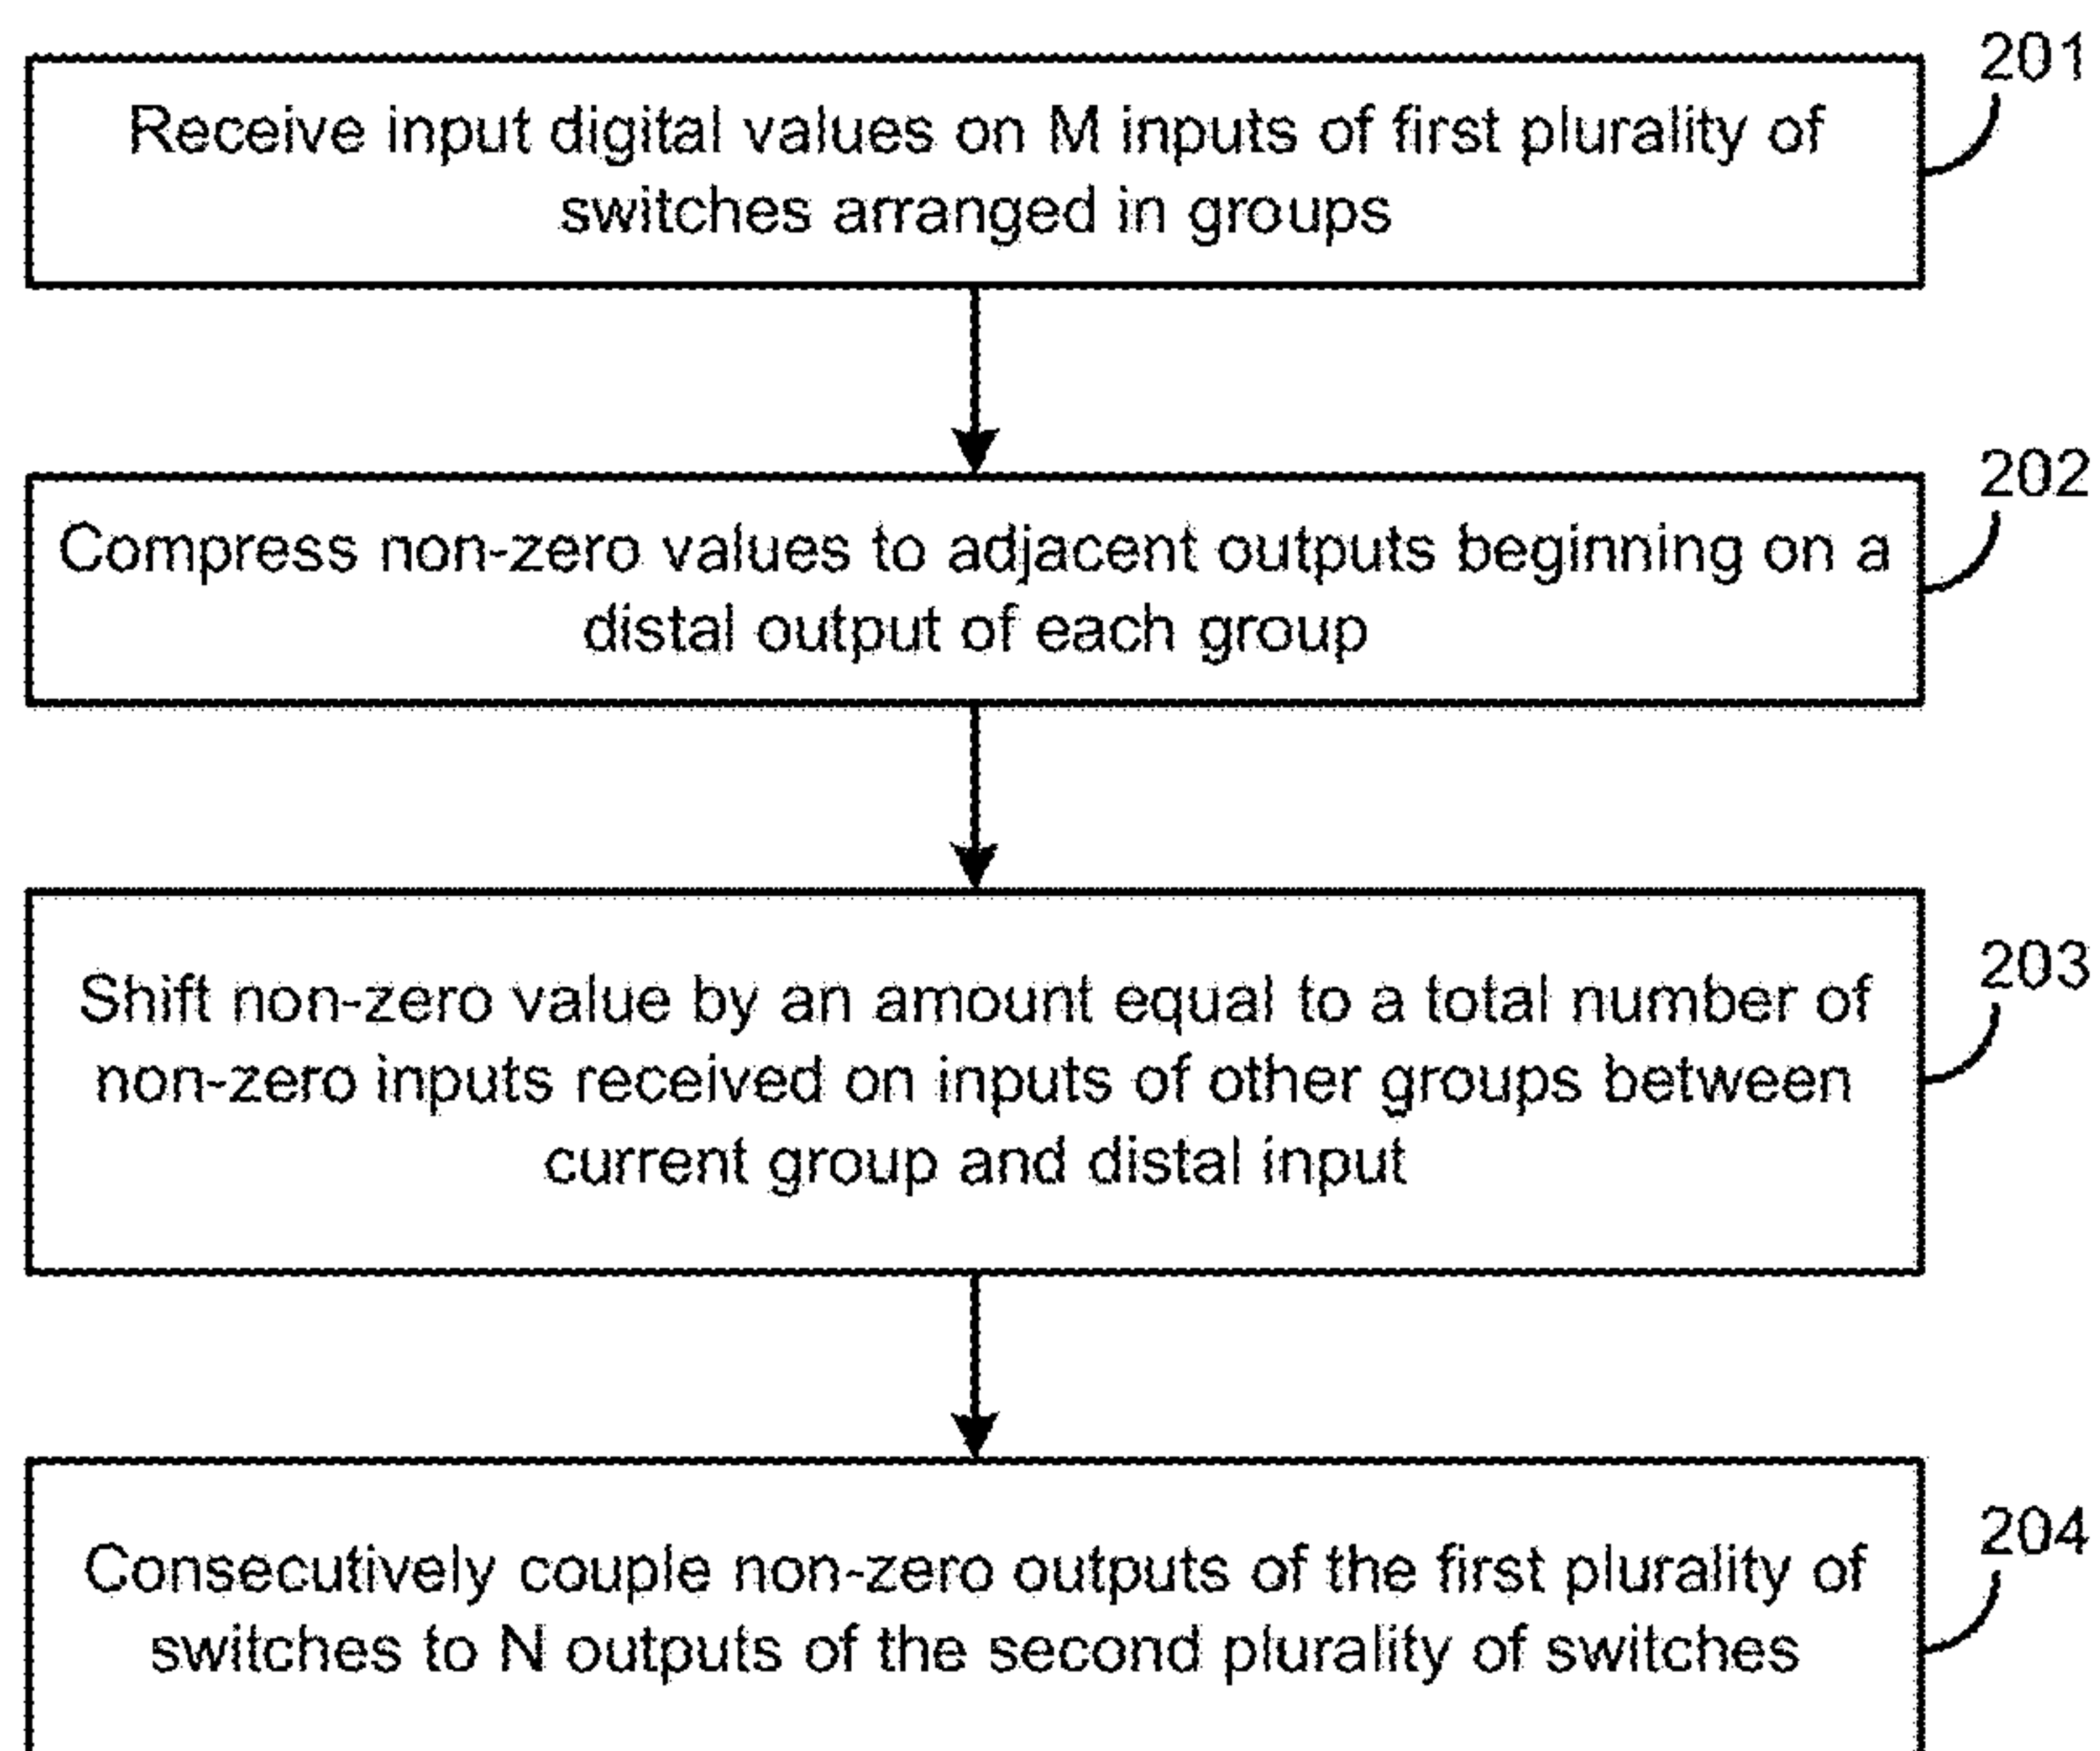 201
Receive input digital values on M inputs of first plurality of
switches arranged in groups
202
Compress non-zero values to adjacent outputs beginning on a
distal output of each group
203
Shift non-zero value by an amount equal to a total number of
non-zero inputs received on inputs of other groups between
current group and distal input
204
Consecutively couple non-zero outputs of the first plurality of
switches to N outputs of the second plurality of switches